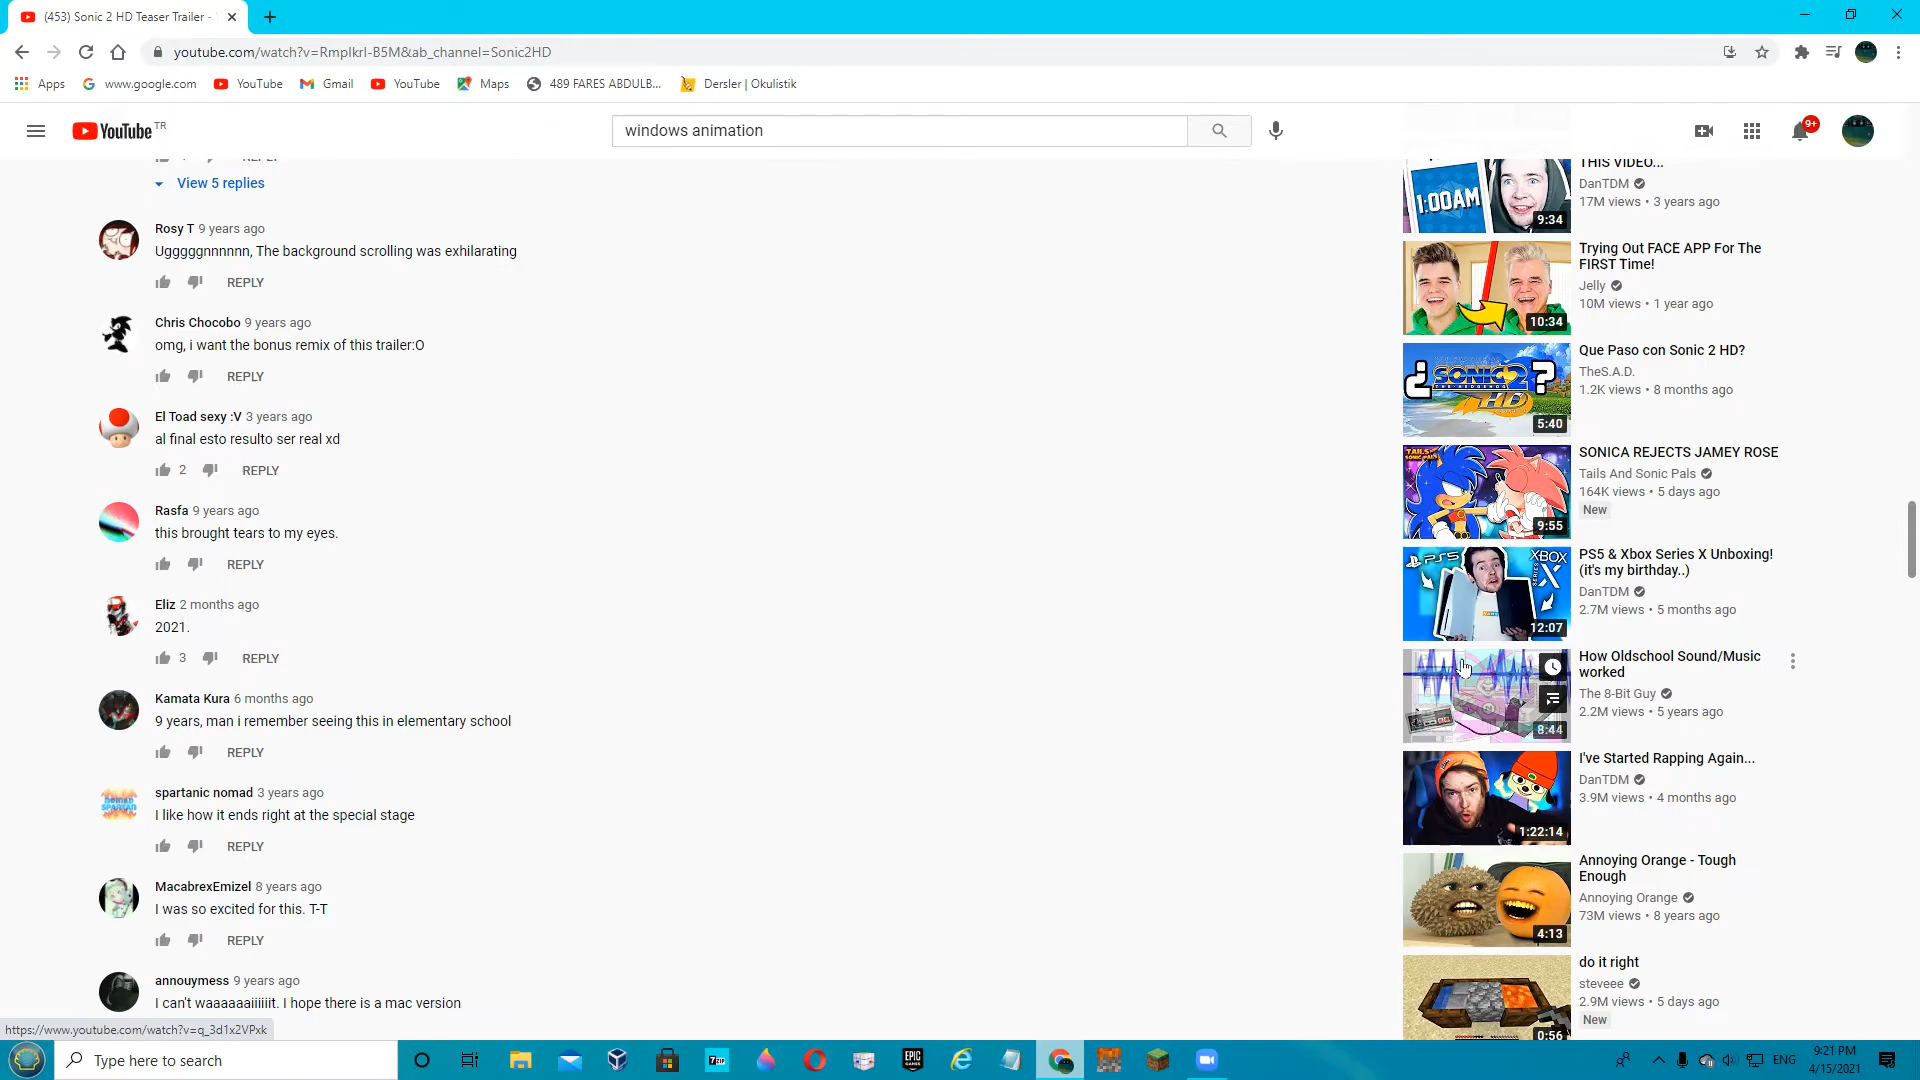 (453) Sonic 2 HD Teaser Trailer -
youtube.com/watch?v=RmpIkrI-B5M&ab_channel=Sonic2HD
Apps
www.google.com
YouTube
Gmail
YouTube
Maps
489 FARES ABDULB...
Dersler | Okulistik
YouTube TR
windows animation
9+
View 5 replies
Rosy T 9 years ago
Ugggggnnnnnn, The background scrolling was exhilarating
REPLY
Chris Chocobo 9 years ago
omg, i want the bonus remix of this trailer:O
REPLY
El Toad sexy :V 3 years ago
al final esto resulto ser real xd
2 REPLY
Rasfa 9 years ago
this brought tears to my eyes.
REPLY
Eliz 2 months ago
2021.
3 REPLY
Kamata Kura 6 months ago
9 years, man i remember seeing this in elementary school
REPLY
spartanic nomad 3 years ago
I like how it ends right at the special stage
REPLY
MacabrexEmizel 8 years ago
I was so excited for this. T-T
REPLY
annouymess 9 years ago
I can't waaaaaaiiiiiit. I hope there is a mac version
https://www.youtube.com/watch?v=q_3d1x2VPxk
THIS VIDEO...
DanTDM
17M views • 3 years ago
1:00AM
9:34
Trying Out FACE APP For The
FIRST Time!
Jelly
10M views • 1 year ago
10:34
Que Paso con Sonic 2 HD?
TheS.A.D.
1.2K views • 8 months ago
¿SONIC 2?
HD
5:40
SONICA REJECTS JAMEY ROSE
Tails And Sonic Pals
164K views • 5 days ago
New
9:55
PS5 & Xbox Series X Unboxing!
(it's my birthday..)
DanTDM
2.7M views • 5 months ago
PS5
XBOX
SERIES
X
12:07
How Oldschool Sound/Music
worked
The 8-Bit Guy
2.2M views • 5 years ago
8:44
I've Started Rapping Again...
DanTDM
3.9M views • 4 months ago
1:22:14
Annoying Orange - Tough
Enough
Annoying Orange
73M views • 8 years ago
4:13
do it right
steveee
2.9M views • 5 days ago
New
0:56
Type here to search
7ZIP
EPIC
GAMES
ENG
9:21 PM
4/15/2021